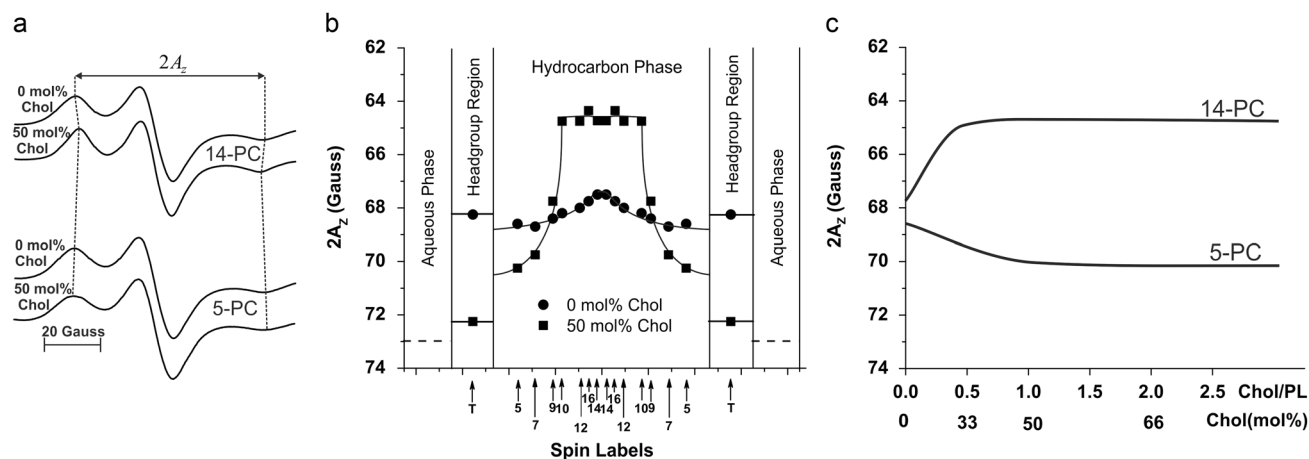 a
2A_z
0 mol%
Chol
50 mol%
Chol
14-PC
0 mol%
Chol
50 mol%
Chol
5-PC
20 Gauss
b
62
64
66
68
70
72
74
2A_Z (Gauss)
Aqueous Phase
Headgroup Region
Hydrocarbon Phase
Headgroup Region
Aqueous Phase
0 mol% Chol
50 mol% Chol
T
5
7
9
10
12
16
14
14
16
12
10
9
7
5
T
Spin Labels
c
62
64
66
68
70
72
74
2A_Z (Gauss)
14-PC
5-PC
0.0 0.5 1.0 1.5 2.0 2.5 Chol/PL
0 33 50 66 Chol(mol%)